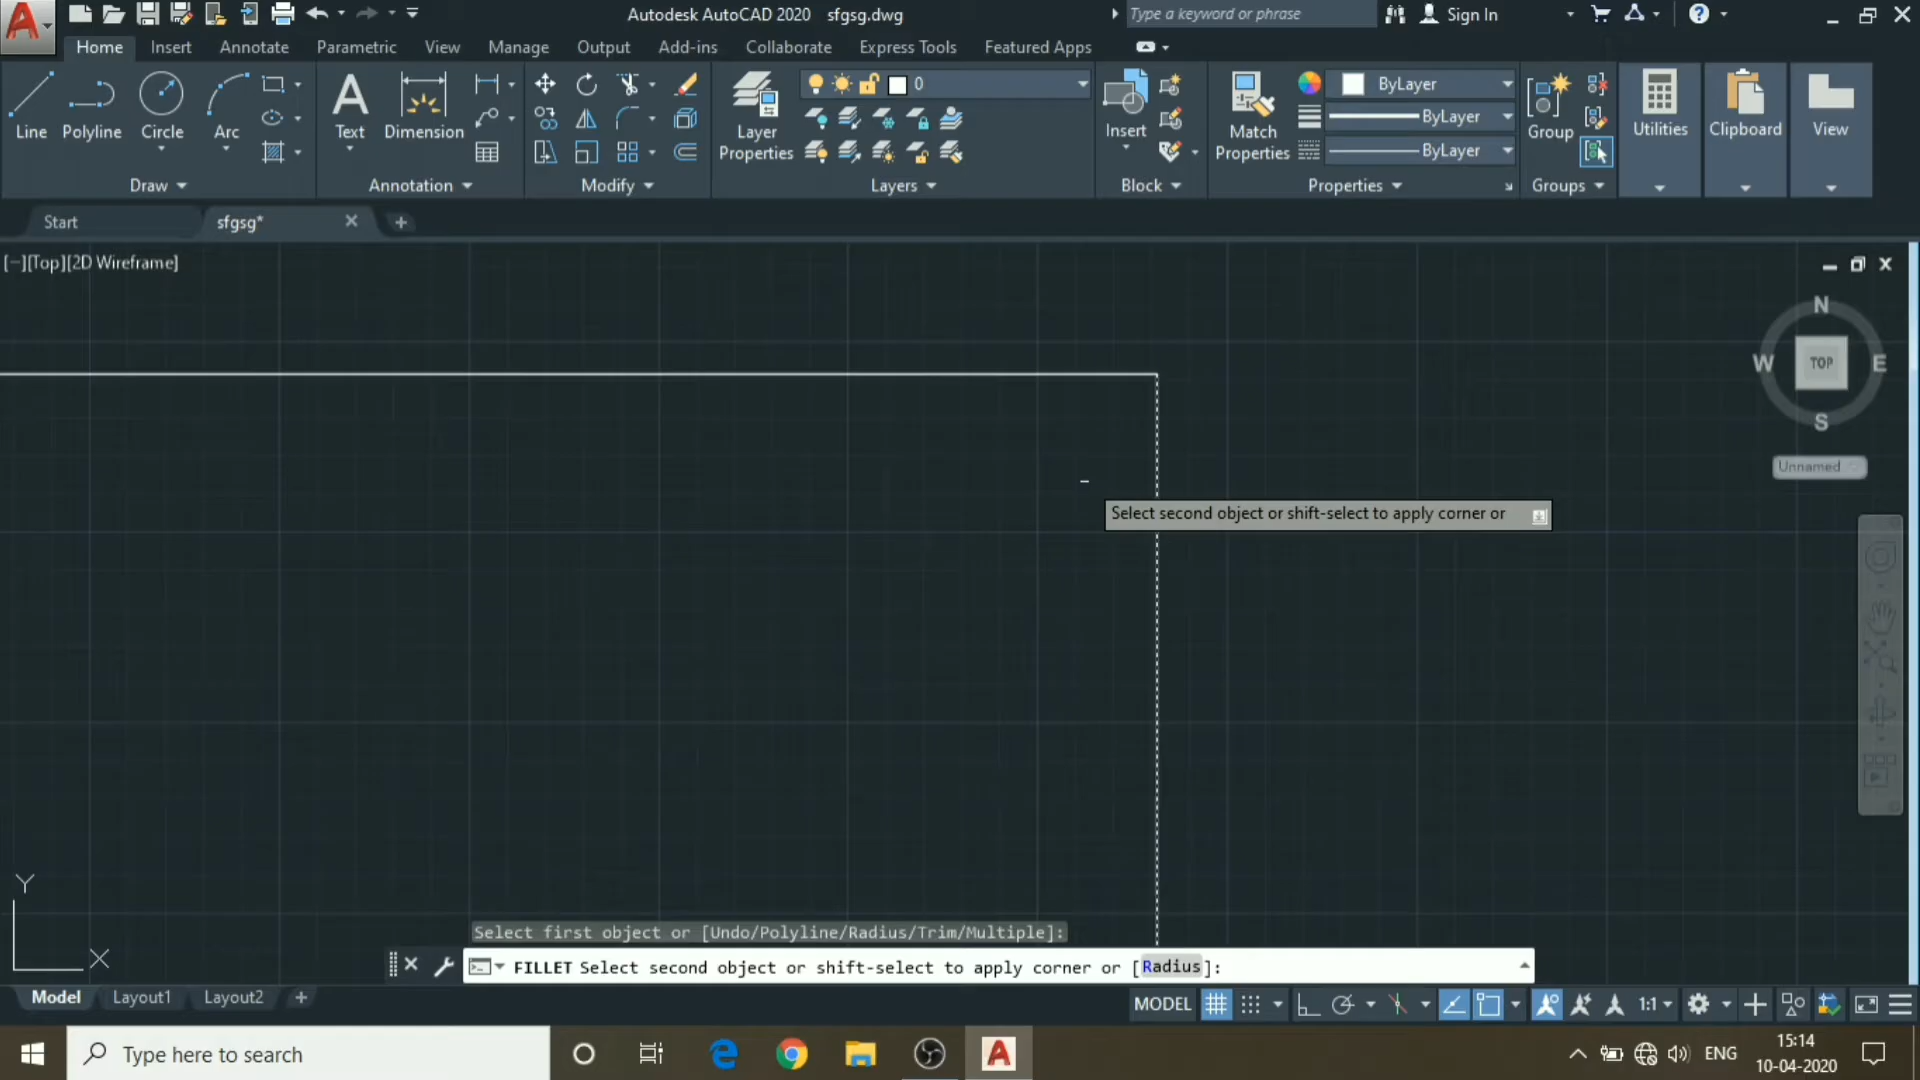 Autodesk AutoCAD 2020 sfgsg.dwg
Type a keyword or phrase
Sign In
Home Insert Annotate Parametric View Manage Output Add-ins Collaborate Express Tools Featured Apps
Line Polyline Circle Arc
Text Dimension
Layer Properties
0
Insert
Match Properties
ByLayer
ByLayer
ByLayer
Group
Utilities Clipboard View
Draw Annotation Modify Layers Block Properties Groups
Start sfgsg*
[−][Top][2D Wireframe]
N
W TOP E
S
Unnamed
Select second object or shift-select to apply corner or
Y
X
Select first object or [Undo/Polyline/Radius/Trim/Multiple]:
FILLET Select second object or shift-select to apply corner or [Radius]:
Model Layout1 Layout2
MODEL
1:1
Type here to search
ENG
15:14
10-04-2020